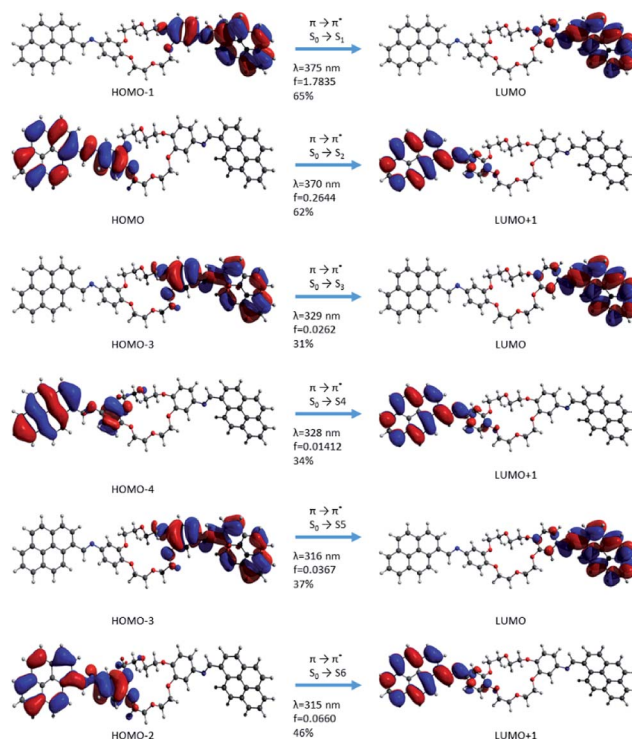 π → π*
S₀ → S₁
λ=375 nm
f=1.7835
65%
HOMO-1
LUMO
π → π*
S₀ → S₂
λ=370 nm
f=0.2644
62%
HOMO
LUMO+1
π → π*
S₀ → S₃
λ=329 nm
f=0.0262
31%
HOMO-3
LUMO
π → π*
S₀ → S4
λ=328 nm
f=0.01412
34%
HOMO-4
LUMO+1
π → π*
S₀ → S5
λ=316 nm
f=0.0367
37%
HOMO-3
LUMO
π → π*
S₀ → S6
λ=315 nm
f=0.0660
46%
HOMO-2
LUMO+1